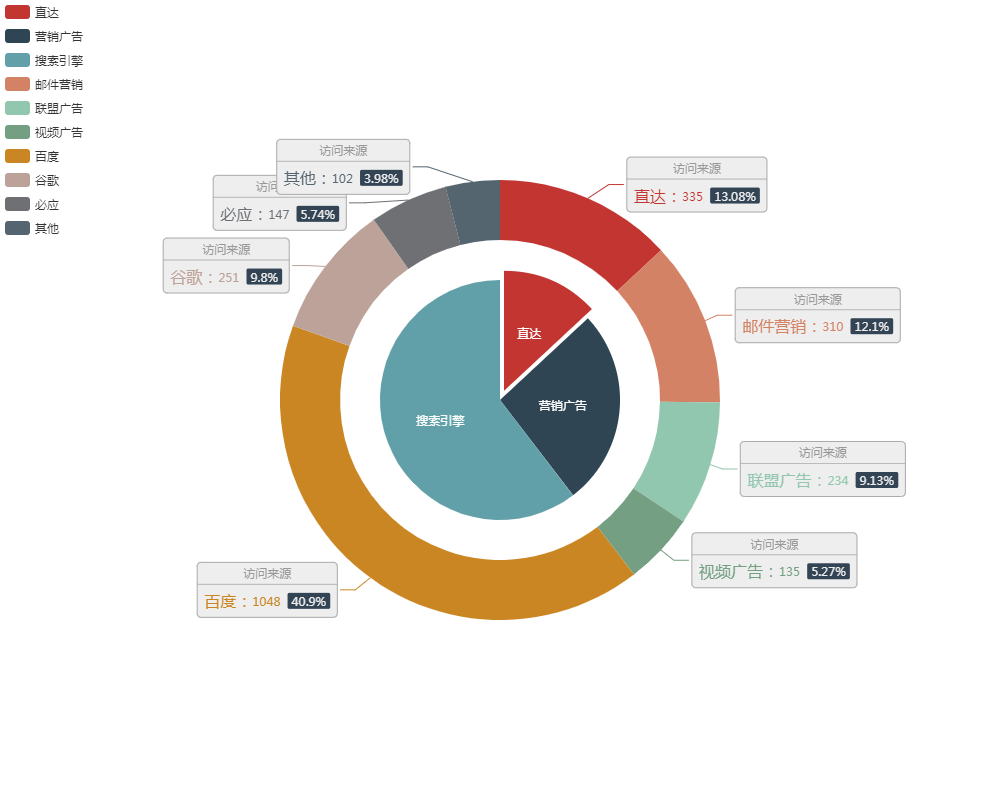 直达
营销广告
搜索引擎
邮件营销
联盟广告
视频广告
百度
谷歌
必应
其他
访问来源
其他：102 3.98%
访问来源
直达：335 13.08%
访问
必应：147 5.74%
访问来源
谷歌：251 9.8%
访问来源
邮件营销：310 12.1%
直达
营销广告
搜索引擎
访问来源
联盟广告：234 9.13%
访问来源
视频广告：135 5.27%
访问来源
百度：1048 40.9%